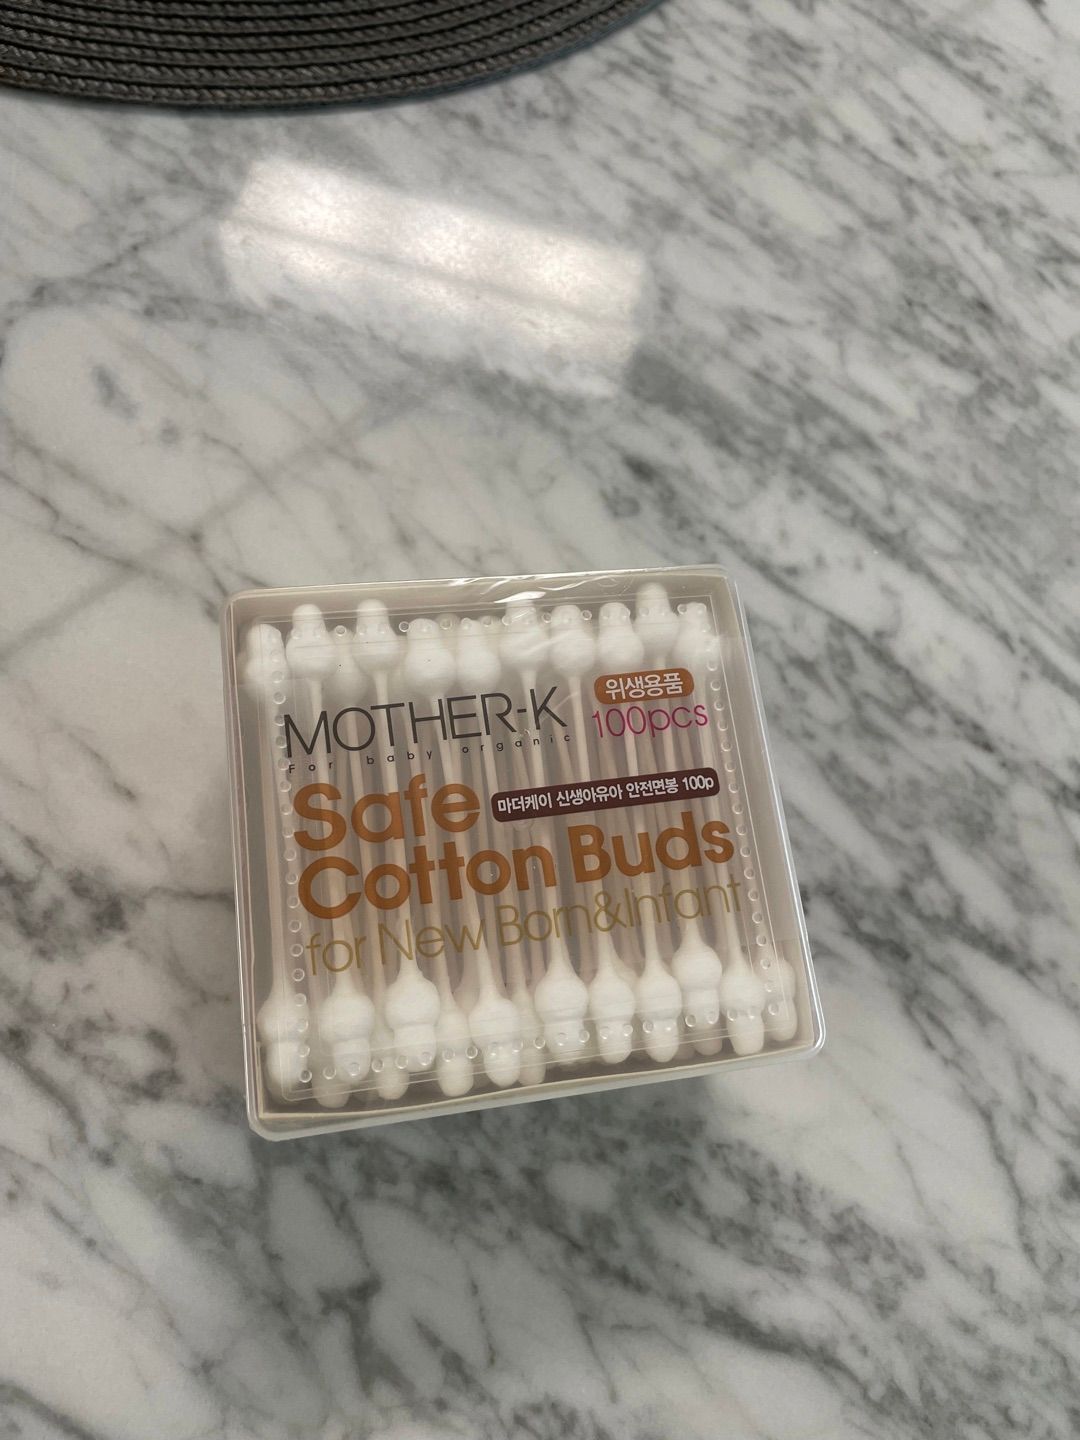 위생용품
MOTHER-K 100pcs
For baby organic
Safe 마더케이 신생아유아 안전면봉 100p
Cotton Buds
for New Born&Infant